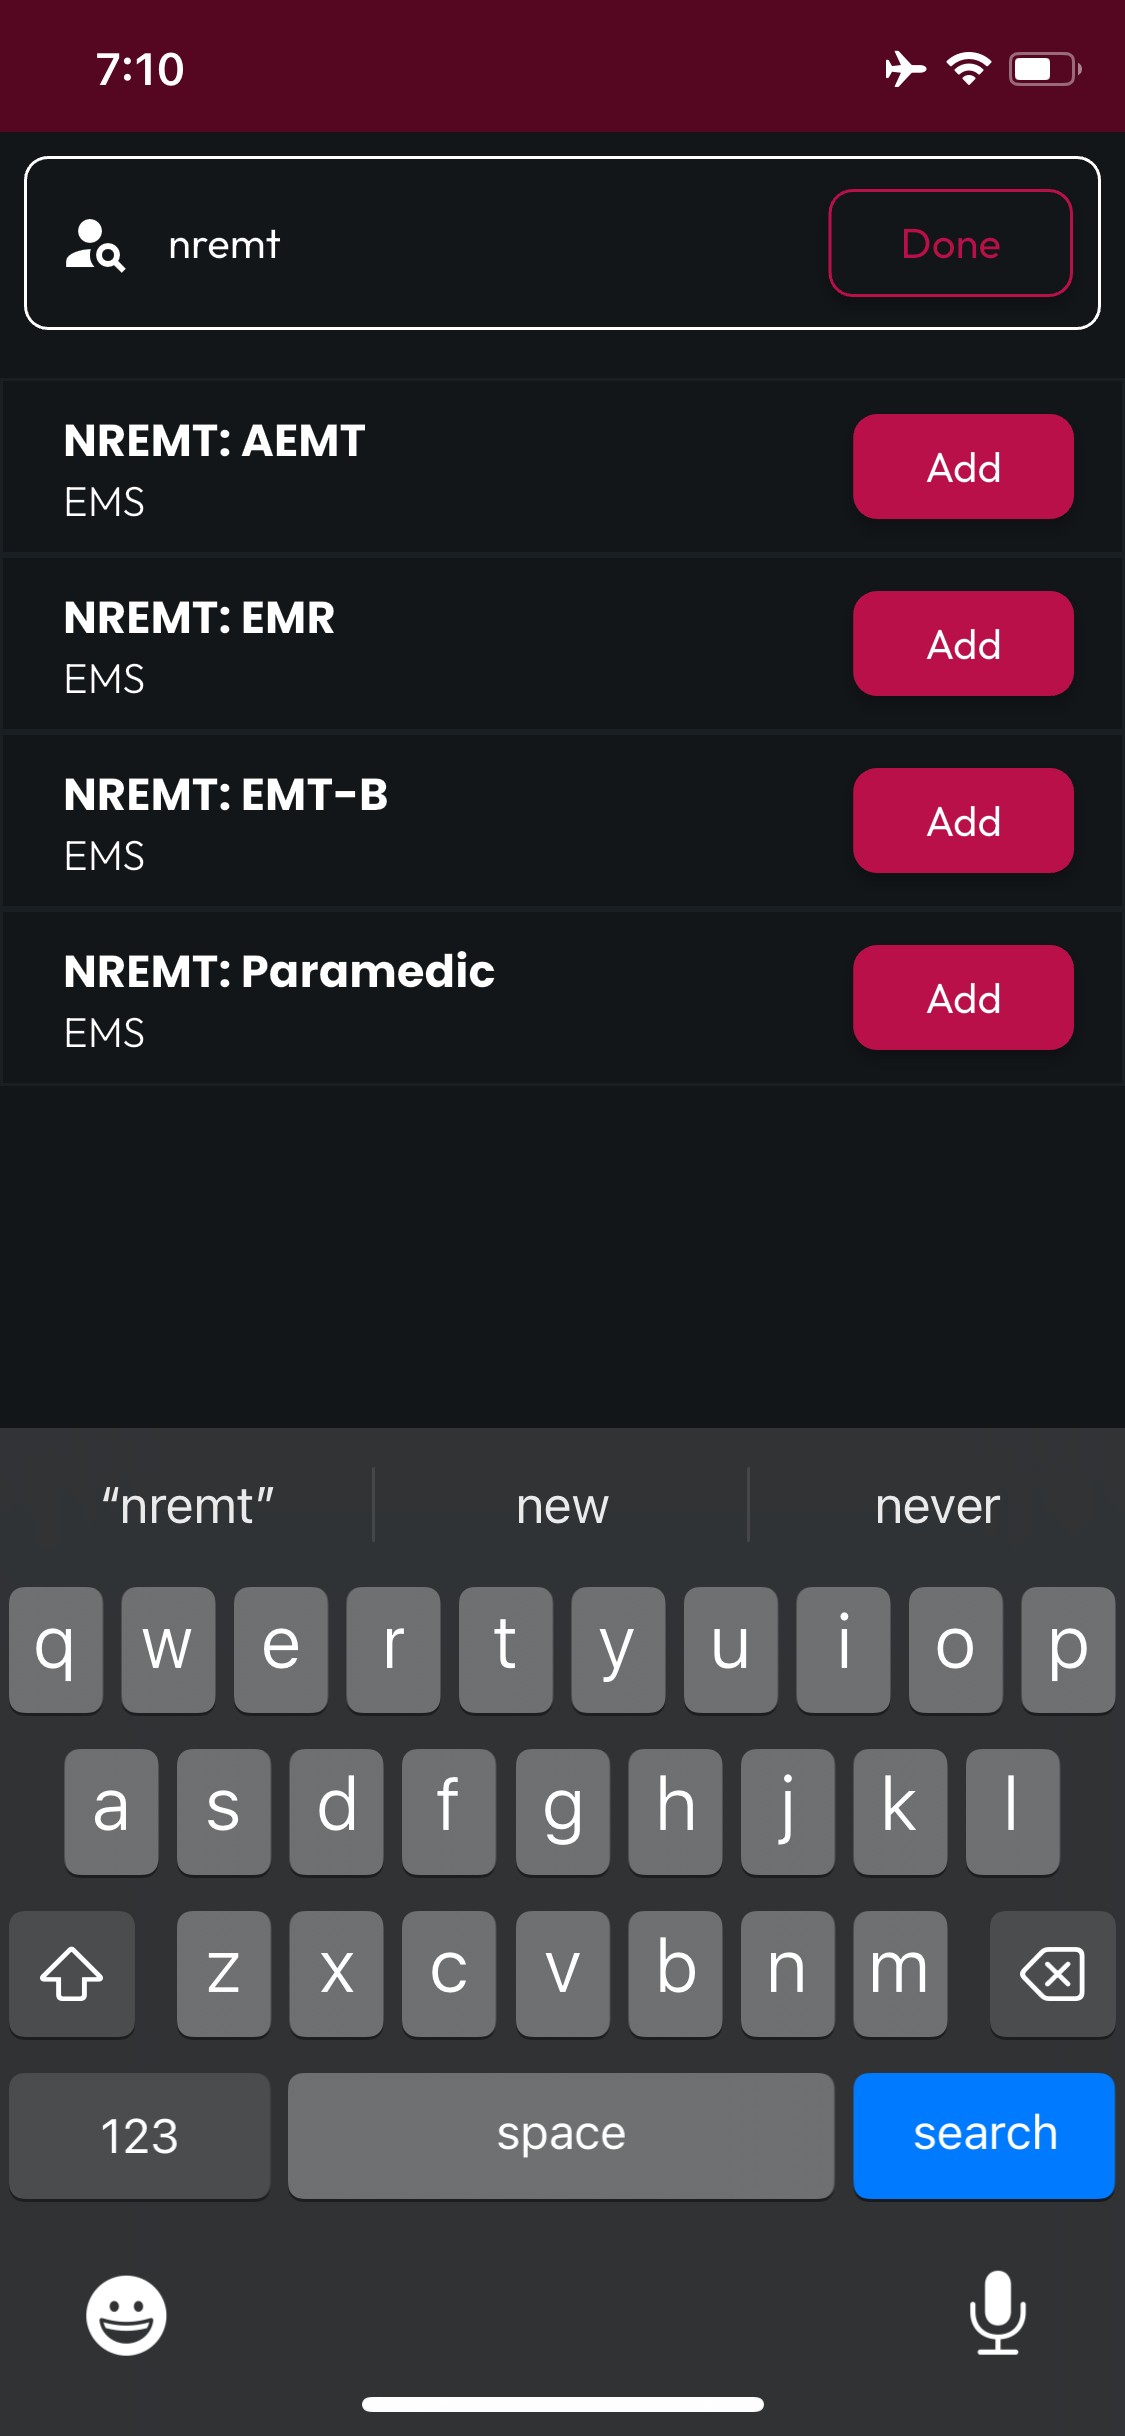 7:10
nremt
Done
NREMT: AEMT
EMS
Add
NREMT: EMR
EMS
Add
NREMT: EMT-B
EMS
Add
NREMT: Paramedic
EMS
Add
“nremt” new never
q w e r t y u i o p
a s d f g h j k l
z x c v b n m
123 space search